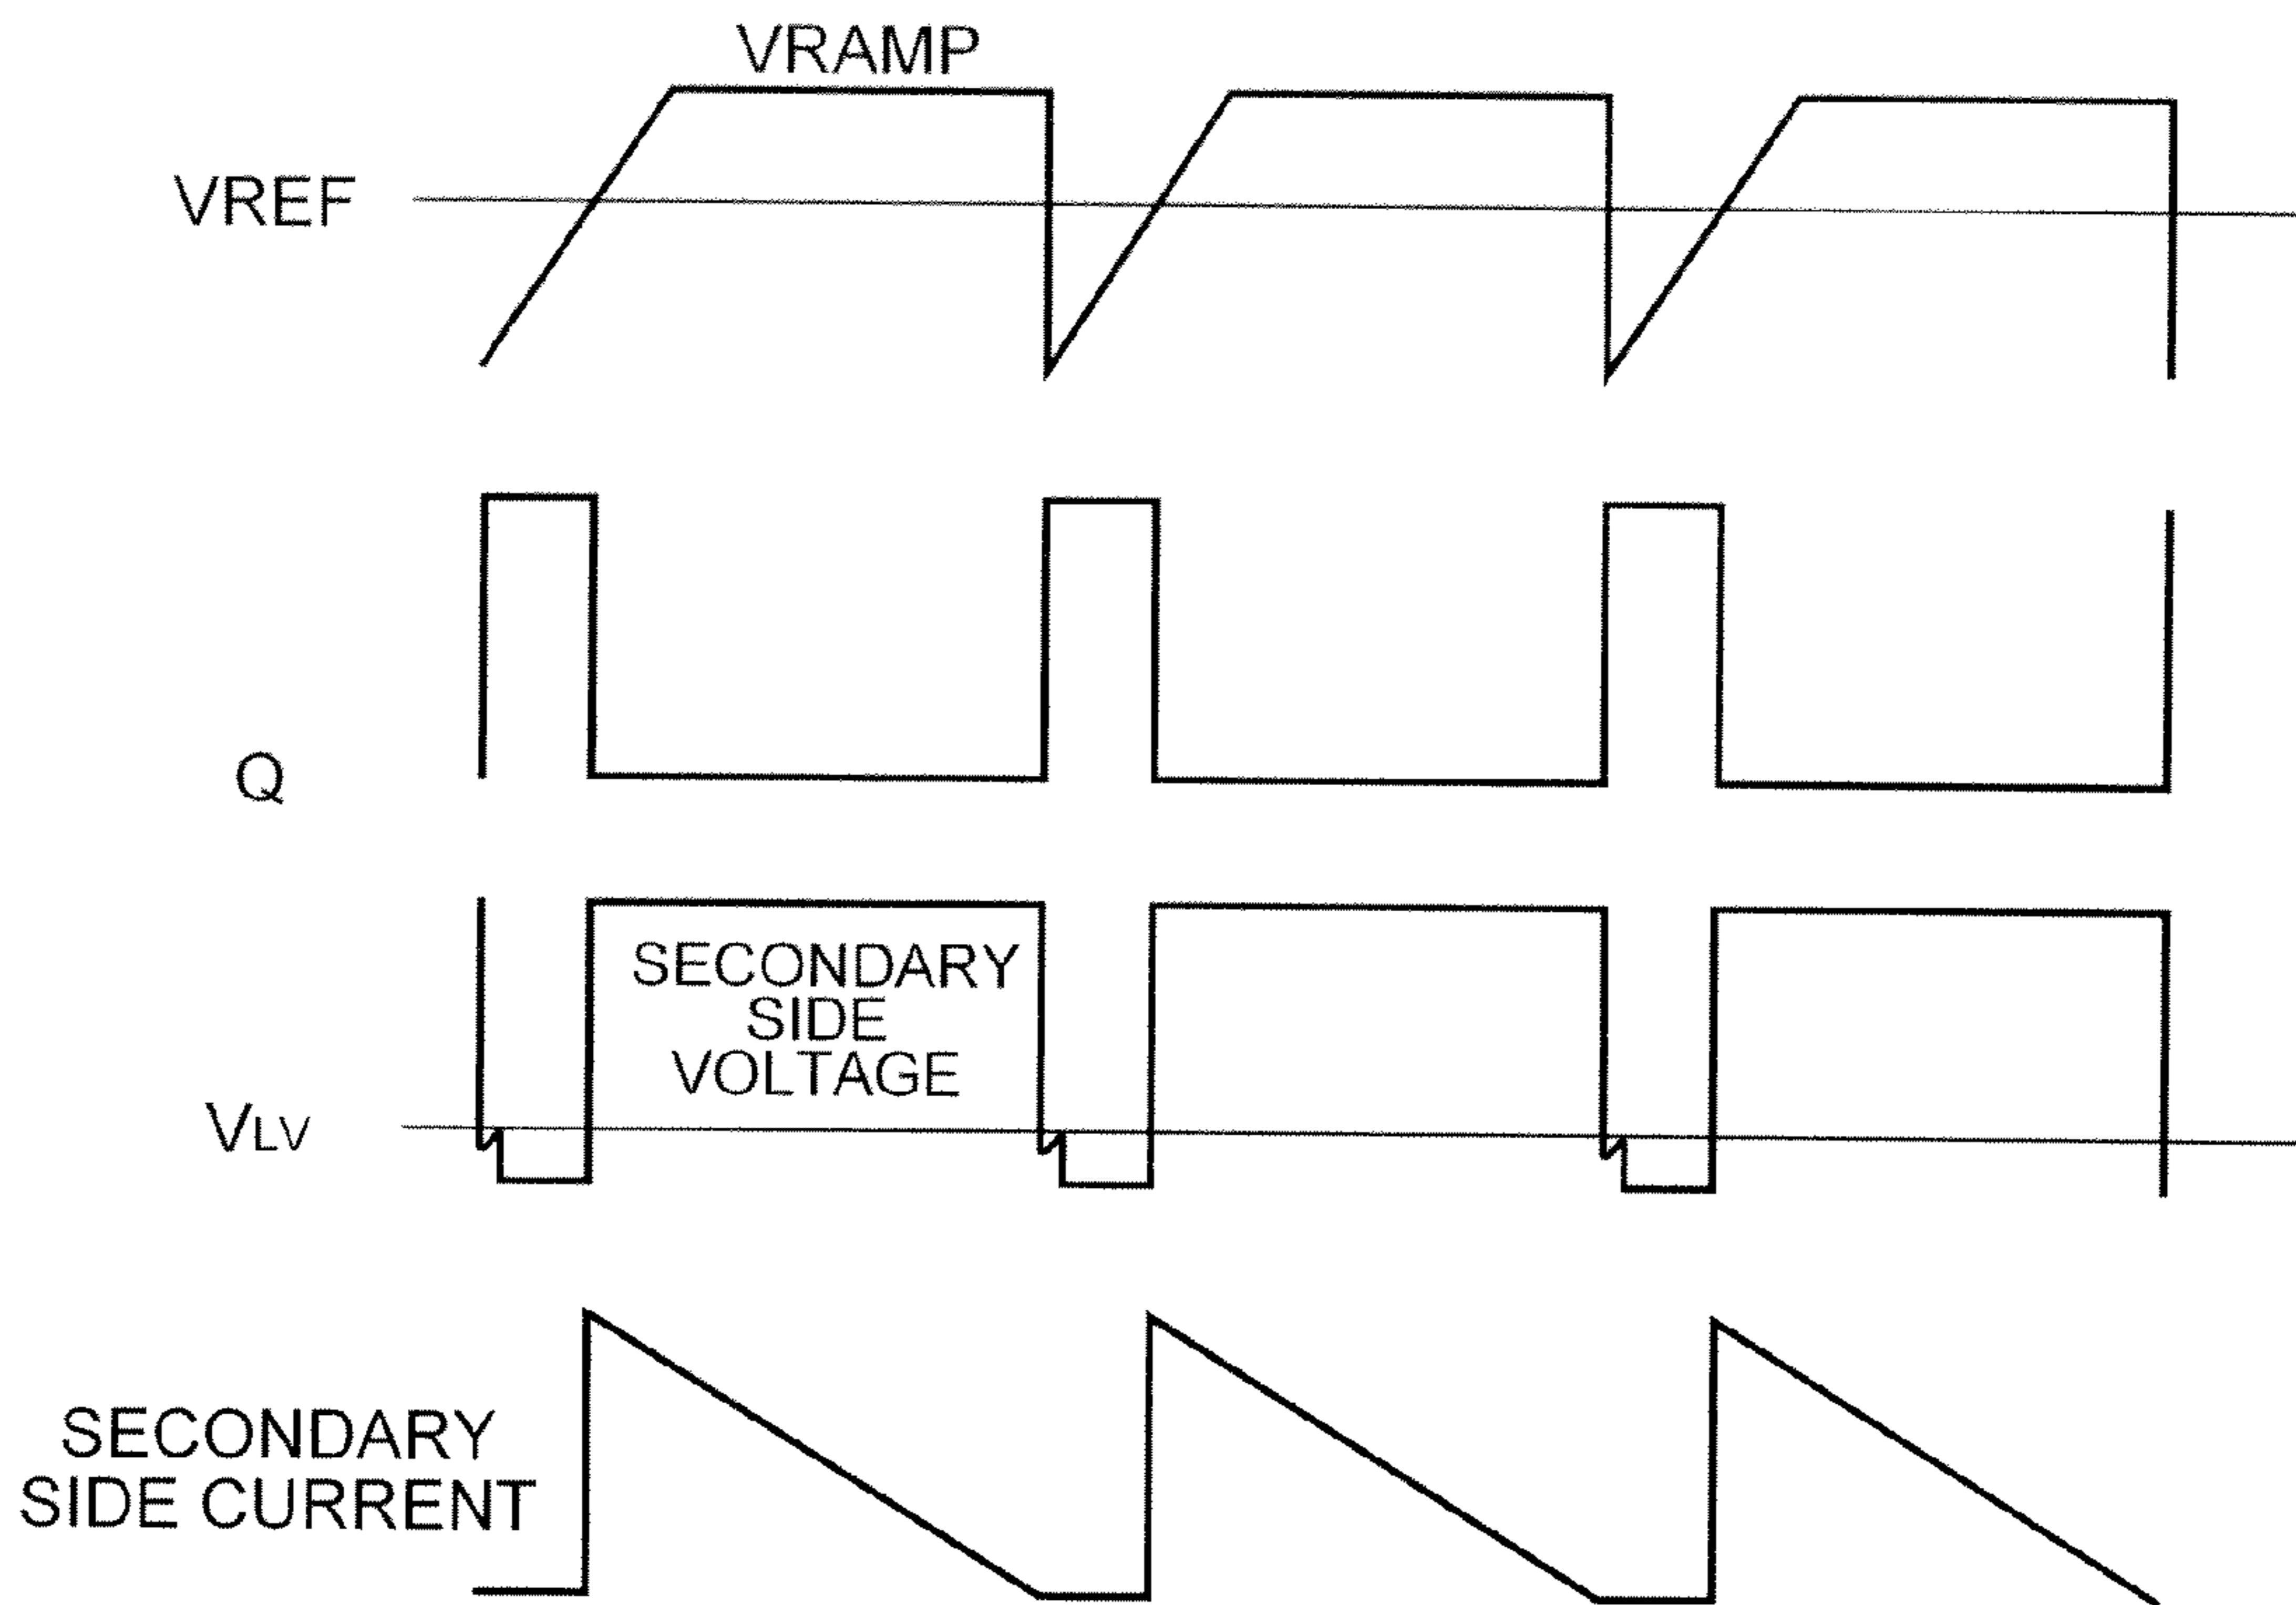 VRAMP
VREF
Q
SECONDARY
SIDE
VOLTAGE
VLV
SECONDARY
SIDE CURRENT